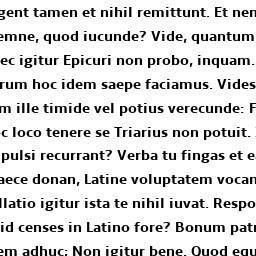 gent tamen et nihil remittunt. Et nem
emne, quod iucunde? Vide, quantum
ec igitur Epicuri non probo, inquam.
rum hoc idem saepe faciamus. Vides
m ille timide vel potius verecunde: F
c loco tenere se Triarius non potuit.
pulsi recurrant? Verba tu fingas et ea
aece donan, Latine voluptatem vocan
llatio igitur ista te nihil iuvat. Respo
id censes in Latino fore? Bonum patr
em adhuc; Non igitur bene. Quod equ